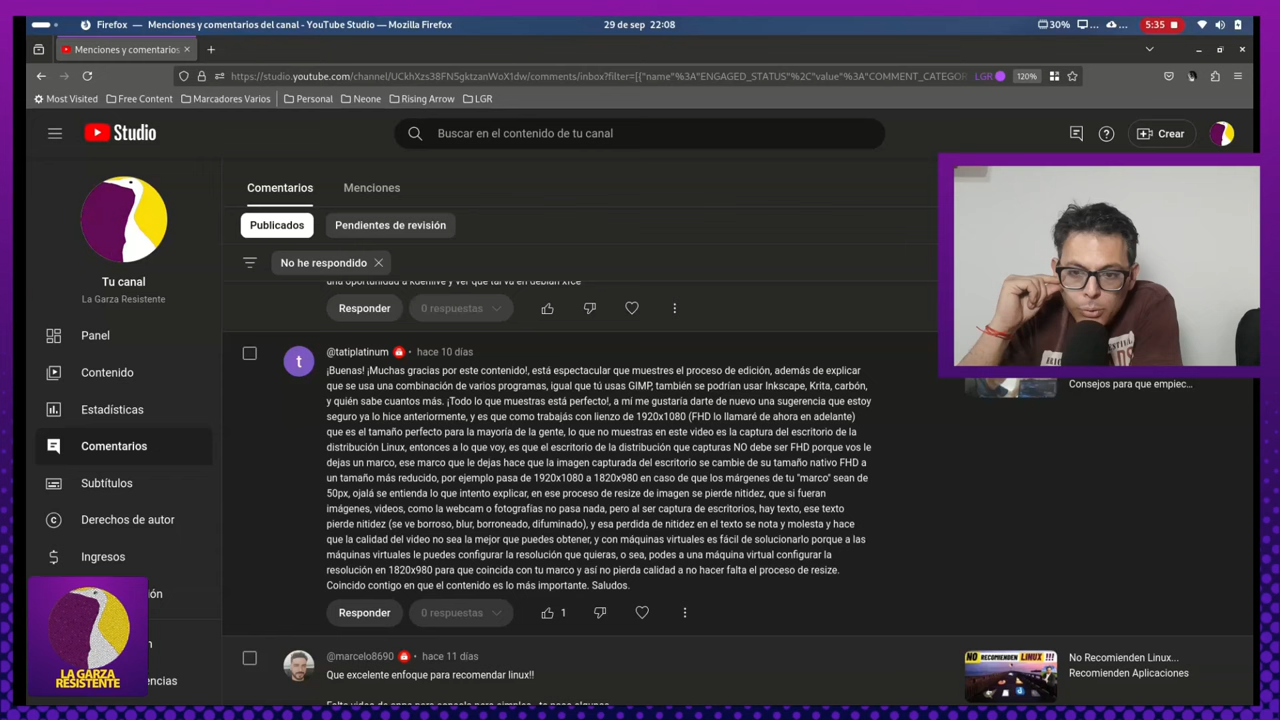 Firefox — Menciones y comentarios del canal - YouTube Studio — Mozilla Firefox
29 de sep 22:08
30%
5:35
Menciones y comentarios
https://studio.youtube.com/channel/UCkhXzs38FN5gktzanWoX1dw/comments/inbox?filter=[{"name"%3A"ENGAGED_STATUS"%2C"value"%3A"COMMENT_CATEGOR
LGR
120%
Most Visited
Free Content
Marcadores Varios
Personal
Neone
Rising Arrow
LGR
Studio
Buscar en el contenido de tu canal
Crear
Comentarios
Menciones
Publicados
Pendientes de revisión
No he respondido
Tu canal
La Garza Resistente
Panel
Contenido
Estadísticas
Comentarios
Subtítulos
Derechos de autor
Ingresos
LA GARZA
RESISTENTE
una oportunidad a kdenlive y ver que tal va en debian xfce
Responder
0 respuestas
t
@tatiplatinum • hace 10 días
¡Buenas! ¡Muchas gracias por este contenido!, está espectacular que muestres el proceso de edición, además de explicar
que se usa una combinación de varios programas, igual que tú usas GIMP, también se podrían usar Inkscape, Krita, carbón,
y quién sabe cuantos más. ¡Todo lo que muestras está perfecto!, a mí me gustaría darte de nuevo una sugerencia que estoy
seguro ya lo hice anteriormente, y es que como trabajás con lienzo de 1920x1080 (FHD lo llamaré de ahora en adelante)
que es el tamaño perfecto para la mayoría de la gente, lo que no muestras en este video es la captura del escritorio de la
distribución Linux, entonces a lo que voy, es que el escritorio de la distribución que capturas NO debe ser FHD porque vos le
dejas un marco, ese marco que le dejas hace que la imagen capturada del escritorio se cambie de su tamaño nativo FHD a
un tamaño más reducido, por ejemplo pasa de 1920x1080 a 1820x980 en caso de que los márgenes de tu "marco" sean de
50px, ojalá se entienda lo que intento explicar, en ese proceso de resize de imagen se pierde nitidez, que si fueran
imágenes, videos, como la webcam o fotografías no pasa nada, pero al ser captura de escritorios, hay texto, ese texto
pierde nitidez (se ve borroso, blur, borroneado, difuminado), y esa perdida de nitidez en el texto se nota y molesta y hace
que la calidad del video no sea la mejor que puedes obtener, y con máquinas virtuales es fácil de solucionarlo porque a las
máquinas virtuales le puedes configurar la resolución que quieras, o sea, podes a una máquina virtual configurar la
resolución en 1820x980 para que coincida con tu marco y así no pierda calidad a no hacer falta el proceso de resize.
Coincido contigo en que el contenido es lo más importante. Saludos.
Responder
0 respuestas
1
Consejos para que empiec...
@marcelo8690 • hace 11 días
Que excelente enfoque para recomendar linux!!
NO RECOMIENDEN LINUX !!!
No Recomienden Linux...
Recomienden Aplicaciones